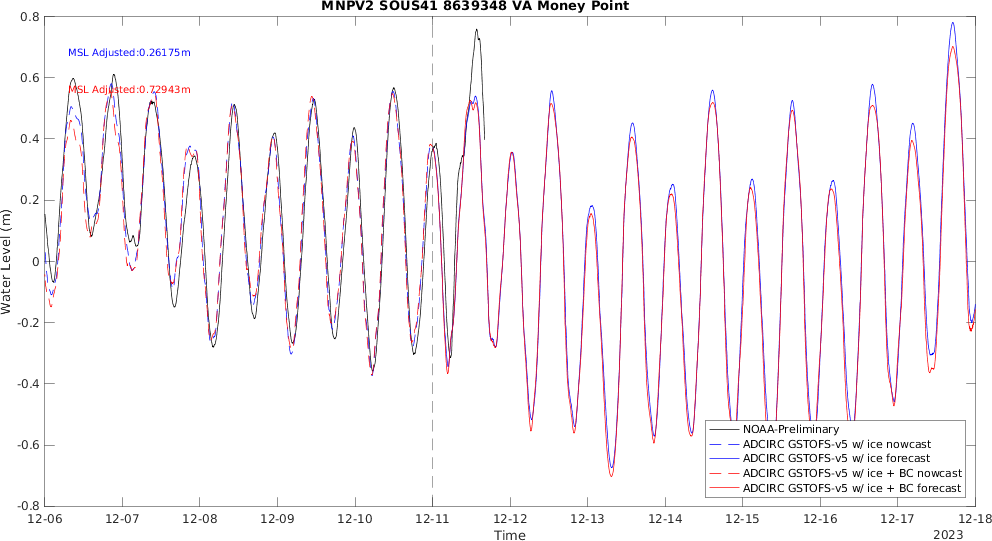 MNPV2 SOUS41 8639348 VA Money Point
MSL Adjusted:0.26175m
MSL Adjusted:0.72943m
Water Level (m)
0.8
0.6
0.4
0.2
0
-0.2
-0.4
-0.6
-0.8
NOAA-Preliminary
ADCIRC GSTOFS-v5 w/ ice nowcast
ADCIRC GSTOFS-v5 w/ ice forecast
ADCIRC GSTOFS-v5 w/ ice + BC nowcast
ADCIRC GSTOFS-v5 w/ ice + BC forecast
12-06 12-07 12-08 12-09 12-10 12-11 12-12 12-13 12-14 12-15 12-16 12-17 12-18
Time
2023